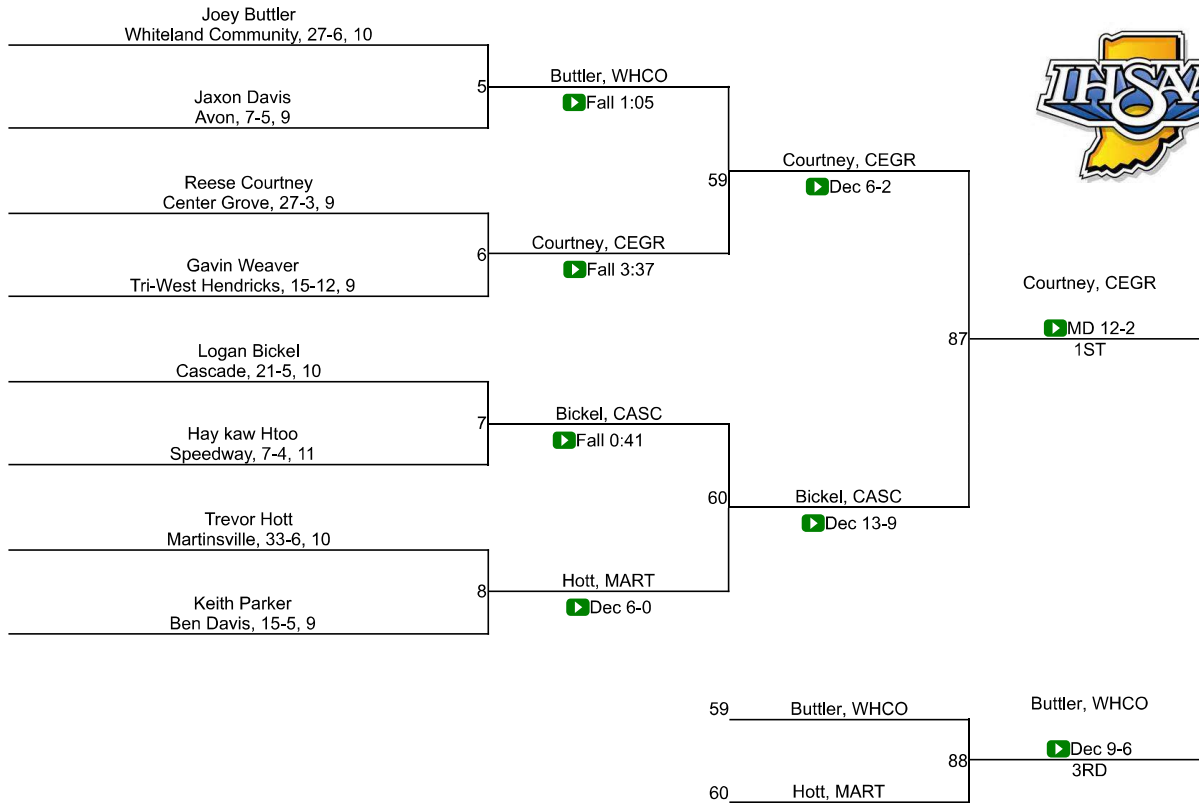 Joey Buttler
Whiteland Community, 27-6, 10
5
Jaxon Davis
Avon, 7-5, 9
Buttler, WHCO
Fall 1:05
Reese Courtney
Center Grove, 27-3, 9
6
Gavin Weaver
Tri-West Hendricks, 15-12, 9
Courtney, CEGR
Fall 3:37
59
Courtney, CEGR
Dec 6-2
Logan Bickel
Cascade, 21-5, 10
7
Hay kaw Htoo
Speedway, 7-4, 11
Bickel, CASC
Fall 0:41
Trevor Hott
Martinsville, 33-6, 10
8
Keith Parker
Ben Davis, 15-5, 9
Hott, MART
Dec 6-0
60
Bickel, CASC
Dec 13-9
87
Courtney, CEGR
MD 12-2
1ST
IHSAA
59
Buttler, WHCO
60
Hott, MART
88
Buttler, WHCO
Dec 9-6
3RD